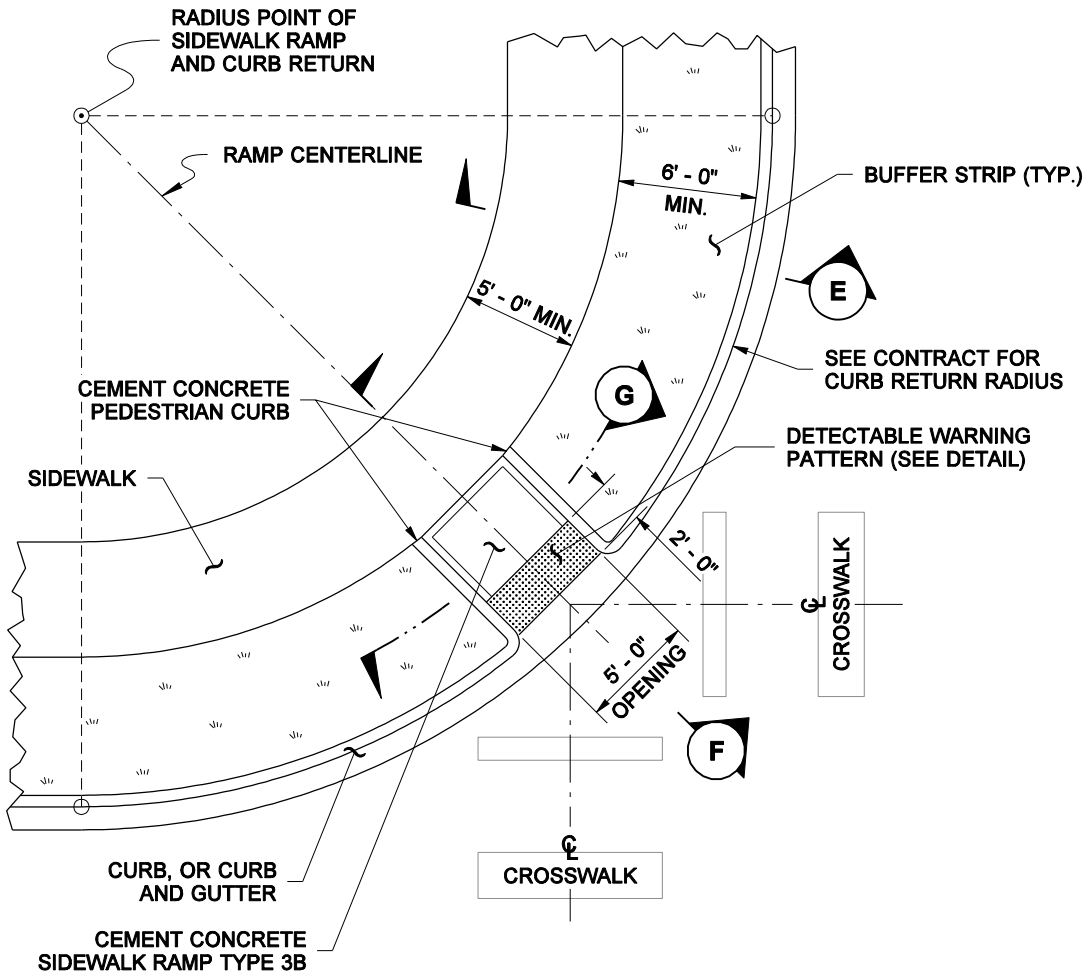 RADIUS POINT OF
SIDEWALK RAMP
AND CURB RETURN
RAMP CENTERLINE
6' - 0"
MIN.
BUFFER STRIP (TYP.)
E
5' - 0" MIN.
SEE CONTRACT FOR
CURB RETURN RADIUS
CEMENT CONCRETE
PEDESTRIAN CURB
G
DETECTABLE WARNING
PATTERN (SEE DETAIL)
SIDEWALK
2' - 0"
CL
CROSSWALK
5' - 0"
OPENING
F
CL
CROSSWALK
CURB, OR CURB
AND GUTTER
CEMENT CONCRETE
SIDEWALK RAMP TYPE 3B